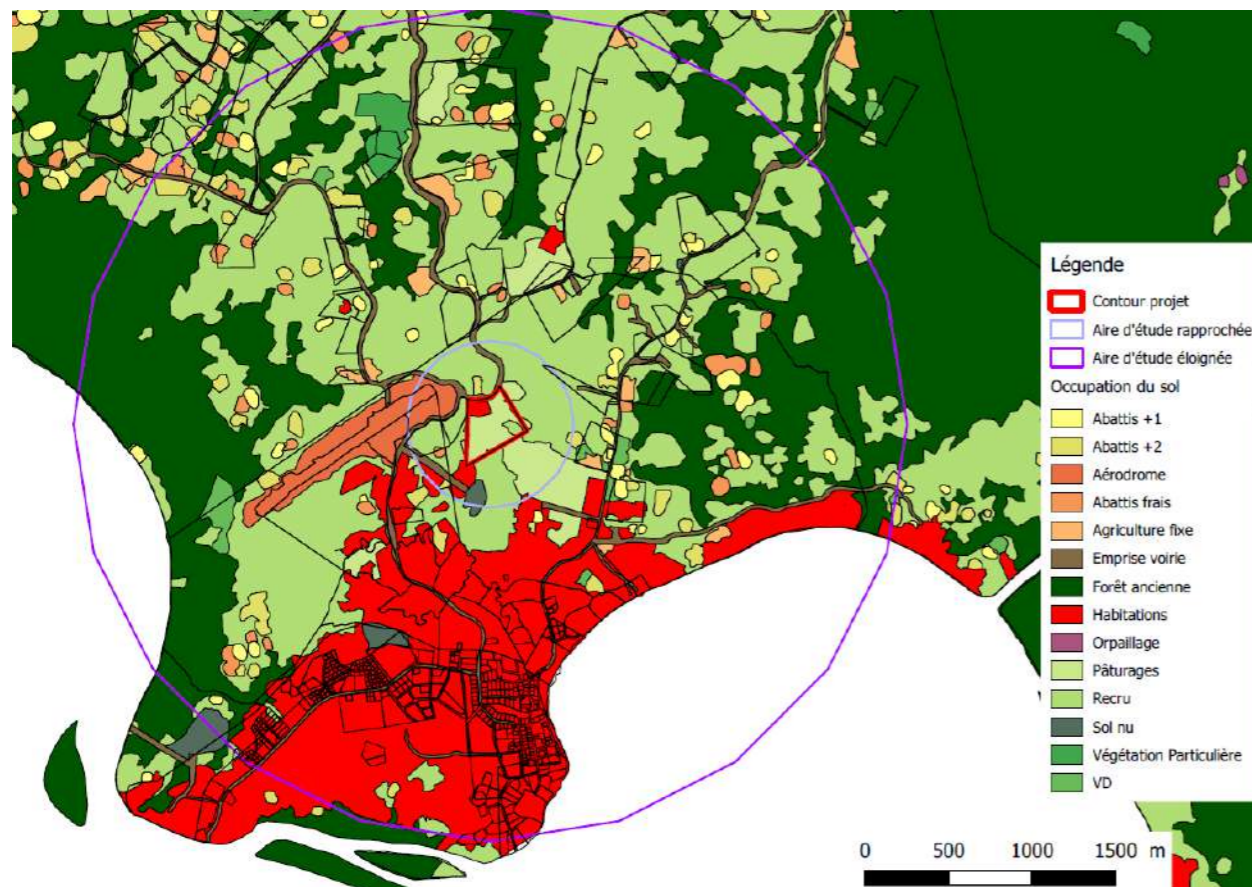 Légende
Contour projet
Aire d'étude rapprochée
Aire d'étude éloignée
Occupation du sol
Abattis +1
Abattis +2
Aérodrome
Abattis frais
Agriculture fixe
Emprise voirie
Forêt ancienne
Habitations
Orpaillage
Pâturages
Recru
Sol nu
Végétation Particulière
VD
0 500 1000 1500 m